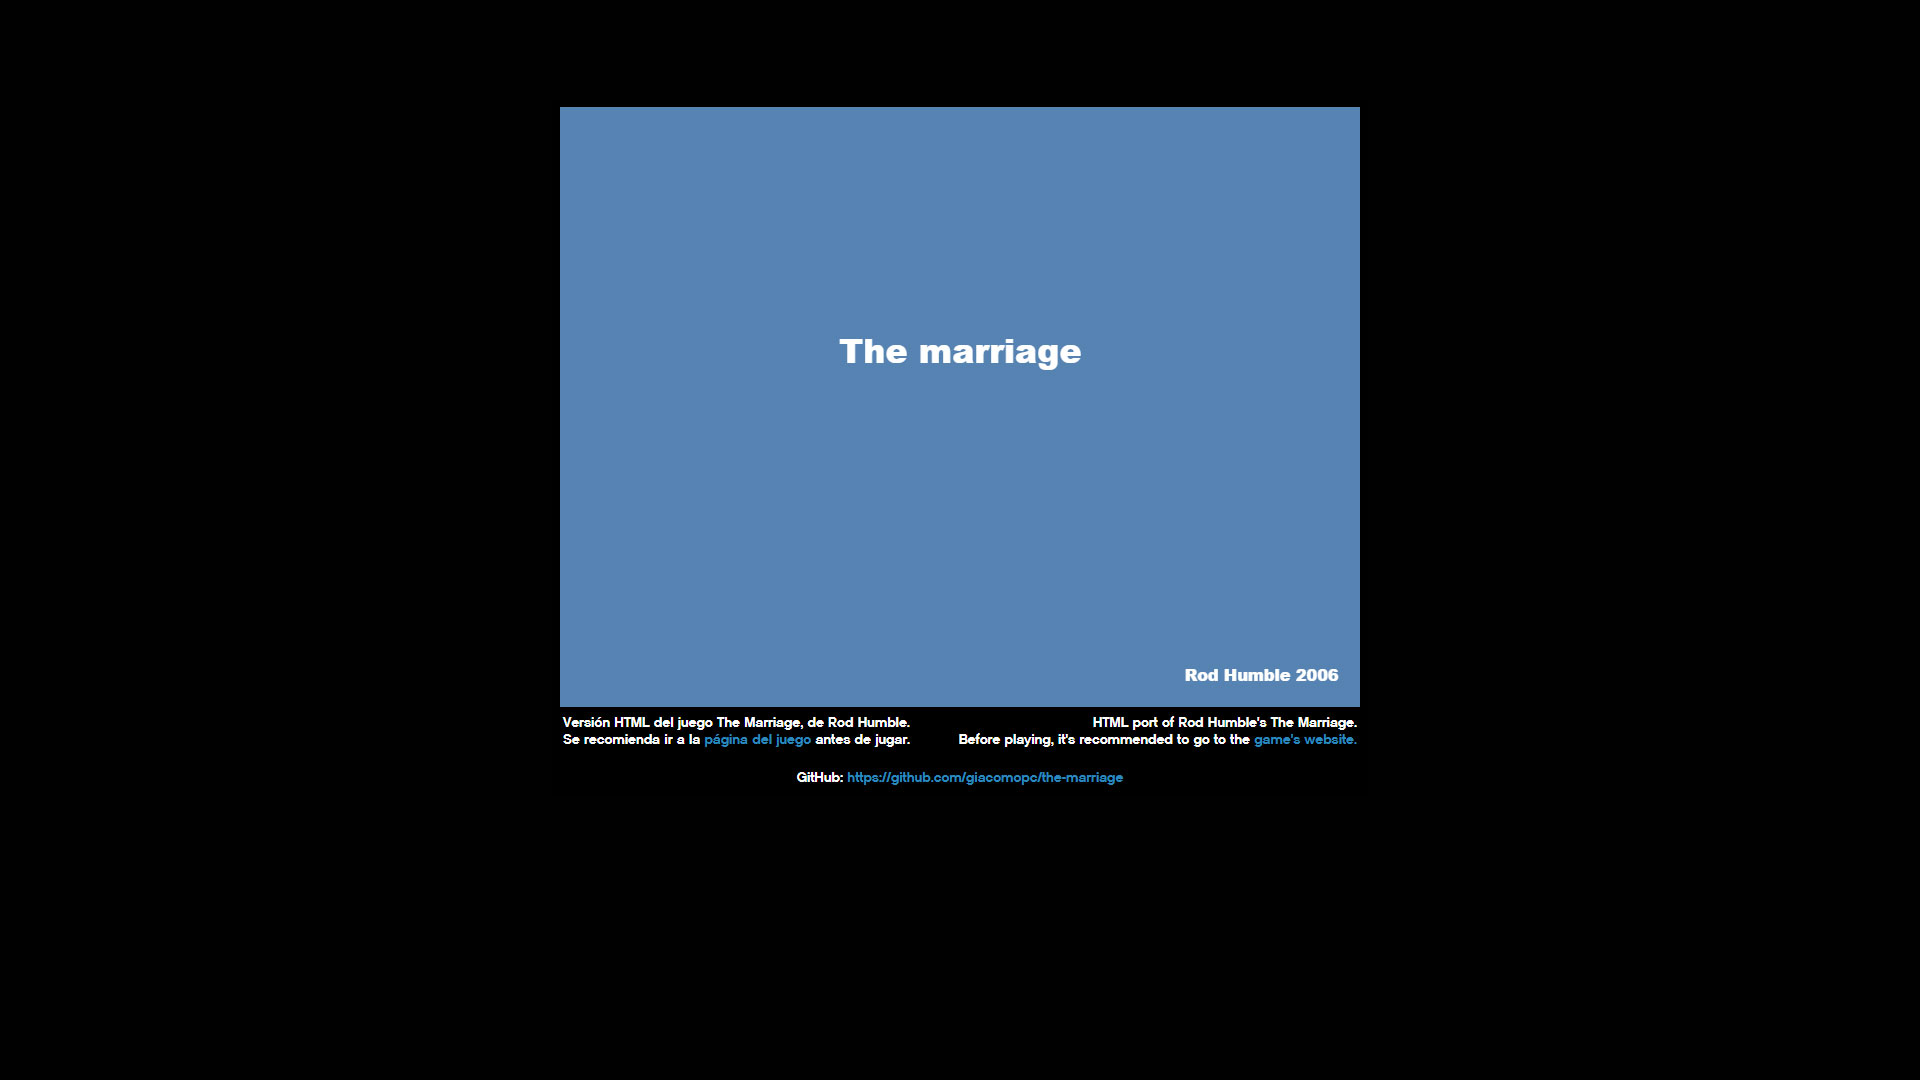 The marriage
Rod Humble 2006
Versión HTML del juego The Marriage, de Rod Humble.
Se recomienda ir a la página del juego antes de jugar.
HTML port of Rod Humble's The Marriage.
Before playing, it's recommended to go to the game's website.
GitHub: https://github.com/giacomopc/the-marriage